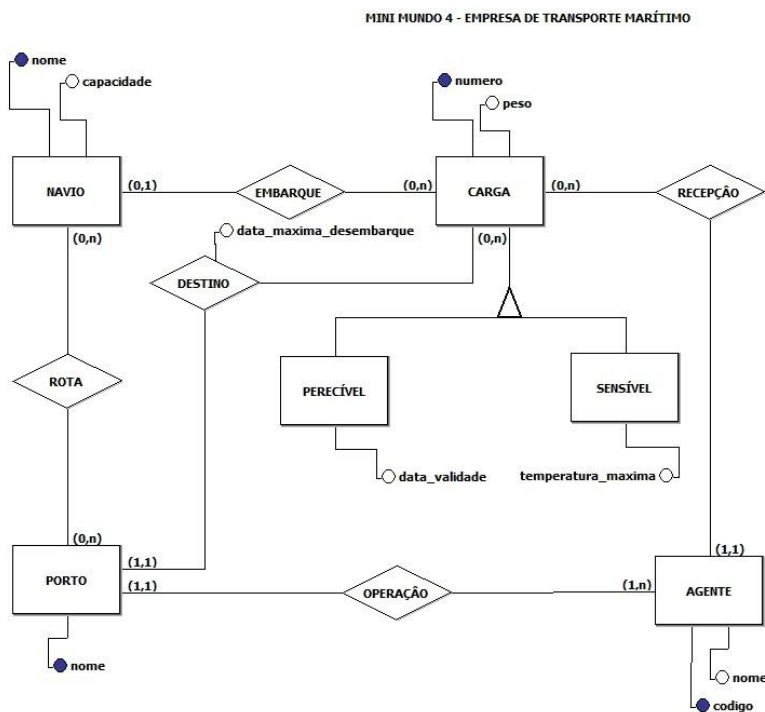 MINI MUNDO 4 - EMPRESA DE TRANSPORTE MARÍTIMO
nome
capacidade
numero
peso
NAVIO
(0,1)
EMBARQUE
(0,n)
CARGA
(0,n)
RECEPÇÂO
(0,n)
data_maxima_desembarque
(0,n)
DESTINO
ROTA
PERECÍVEL
SENSÍVEL
data_validade
temperatura_maxima
(0,n)
PORTO
(1,1)
(1,1)
OPERAÇÂO
(1,n)
(1,1)
AGENTE
nome
nome
codigo